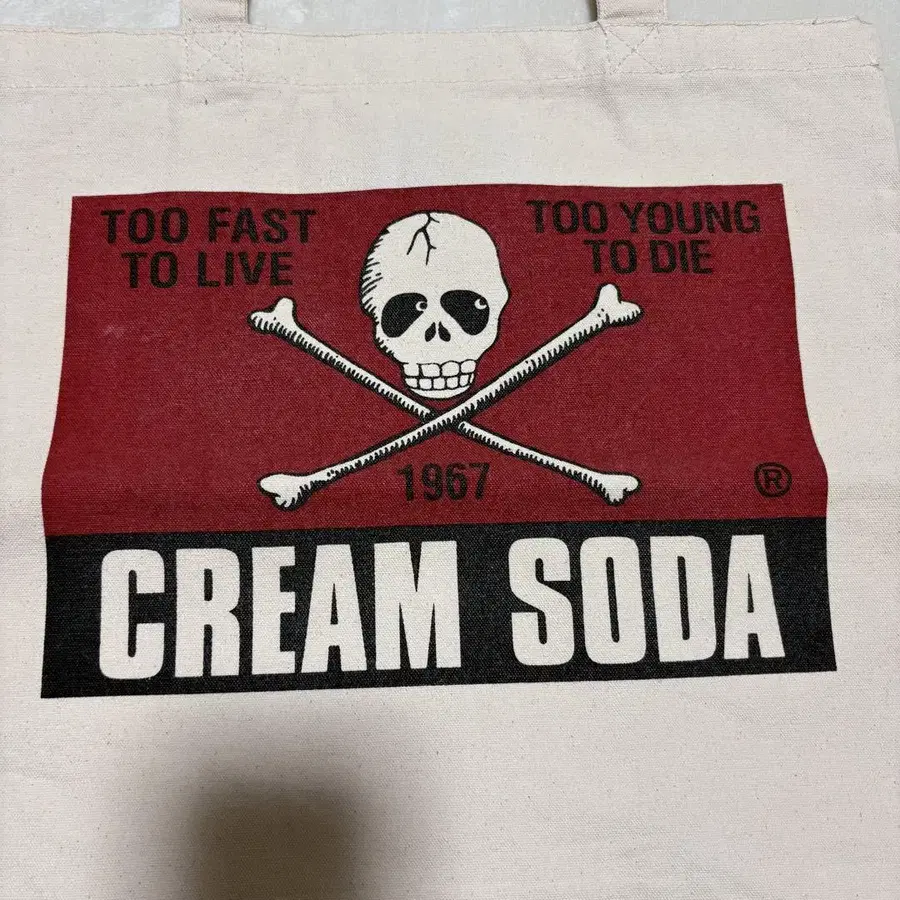 TOO FAST
TO LIVE
TOO YOUNG
TO DIE
1967
®
CREAM SODA